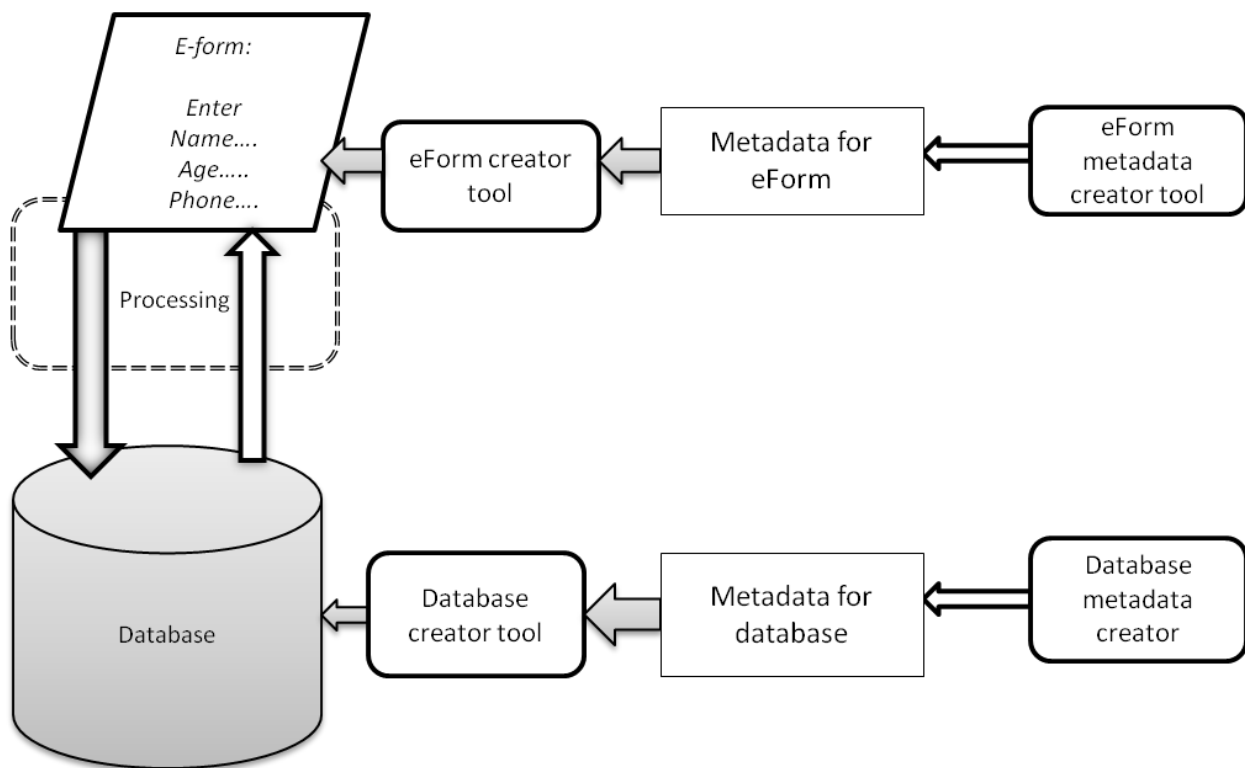 E-form:
Enter
Name....
Age.....
Phone....
eForm creator
tool
Metadata for
eForm
eForm
metadata
creator tool
Processing
Database
Database
creator tool
Metadata for
database
Database
metadata
creator